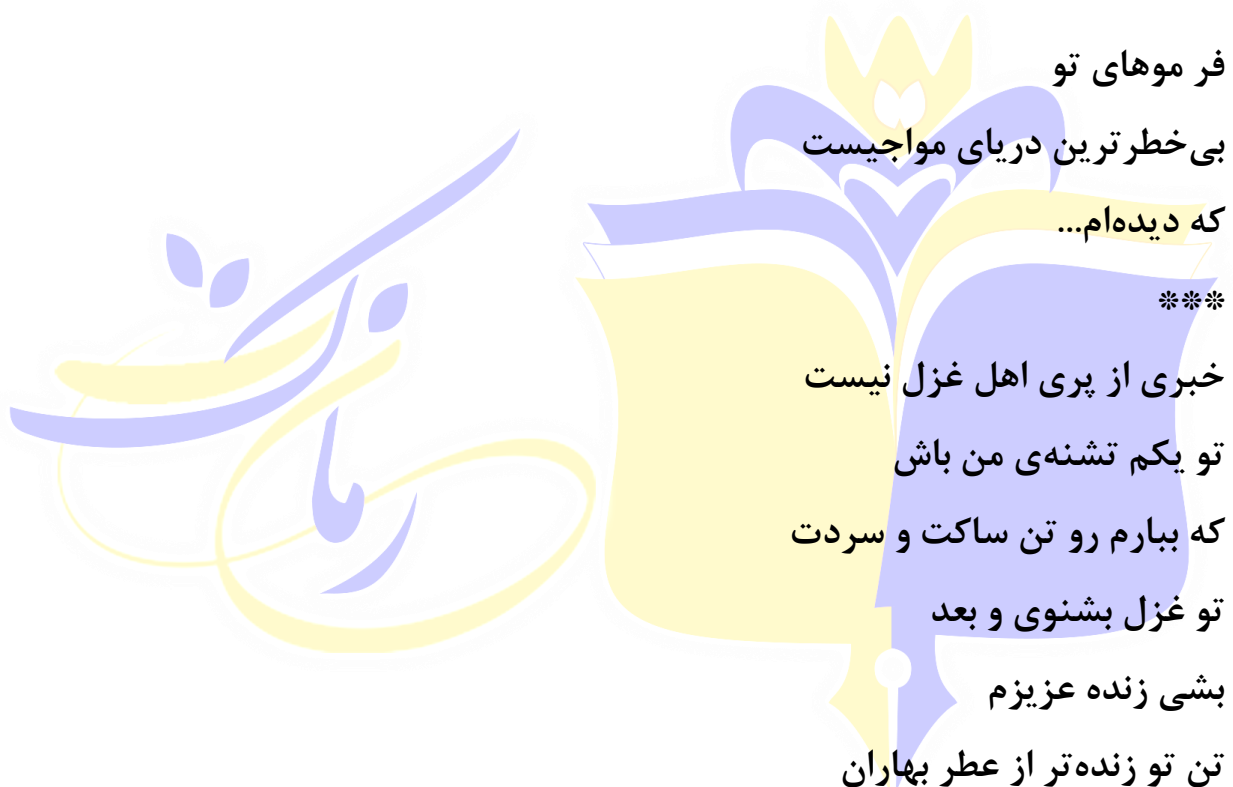 فر موهای تو
بی‌خطرترین دریای مواجیست
که دیده‌ام...
***
خبری از پری اهل غزل نیست
تو یکم تشنه‌ی من باش
که ببارم رو تن ساکت و سردت
تو غزل بشنوی و بعد
بشی زنده عزیزم
تن تو زنده‌تر از عطر بهاران